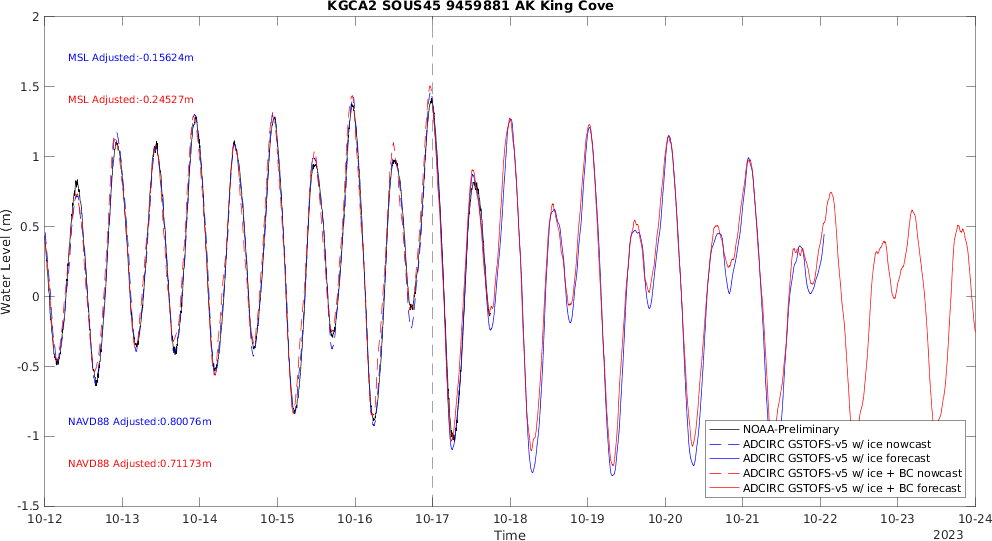 KGCA2 SOUS45 9459881 AK King Cove
2
1.5
1
0.5
0
-0.5
-1
-1.5
Water Level (m)
MSL Adjusted:-0.15624m
MSL Adjusted:-0.24527m
NAVD88 Adjusted:0.80076m
NAVD88 Adjusted:0.71173m
NOAA-Preliminary
ADCIRC GSTOFS-v5 w/ ice nowcast
ADCIRC GSTOFS-v5 w/ ice forecast
ADCIRC GSTOFS-v5 w/ ice + BC nowcast
ADCIRC GSTOFS-v5 w/ ice + BC forecast
10-12 10-13 10-14 10-15 10-16 10-17 10-18 10-19 10-20 10-21 10-22 10-23 10-24
Time
2023